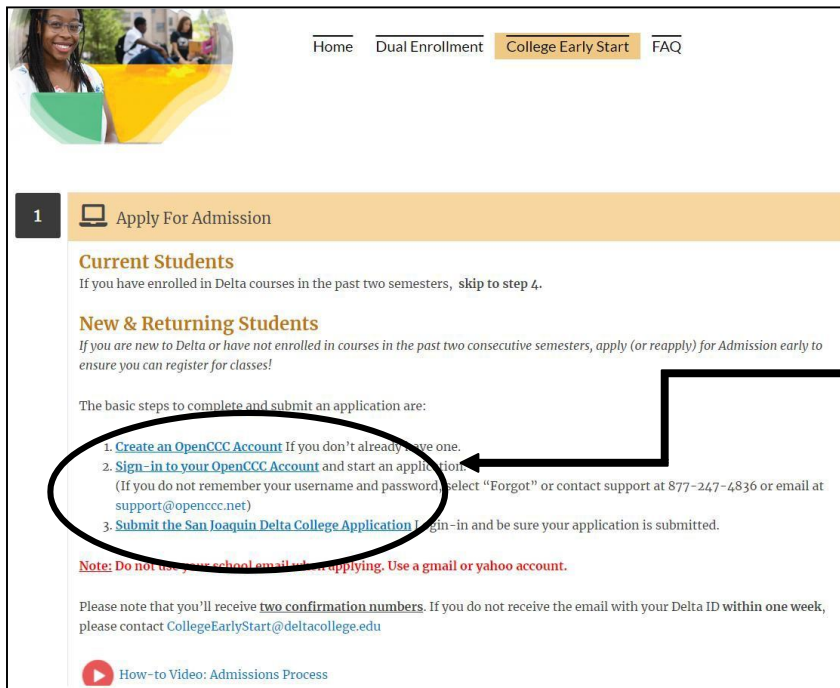 Home Dual Enrollment College Early Start FAQ
1 Apply For Admission
Current Students
If you have enrolled in Delta courses in the past two semesters, skip to step 4.
New & Returning Students
If you are new to Delta or have not enrolled in courses in the past two consecutive semesters, apply (or reapply) for Admission early to
ensure you can register for classes!
The basic steps to complete and submit an application are:
1. Create an OpenCCC Account If you don't already have one.
2. Sign-in to your OpenCCC Account and start an application.
(If you do not remember your username and password, select "Forgot" or contact support at 877-247-4836 or email at
support@openccc.net)
3. Submit the San Joaquin Delta College Application Login-in and be sure your application is submitted.
Note: Do not use your school email when applying. Use a gmail or yahoo account.
Please note that you'll receive two confirmation numbers. If you do not receive the email with your Delta ID within one week,
please contact CollegeEarlyStart@deltacollege.edu
How-to Video: Admissions Process